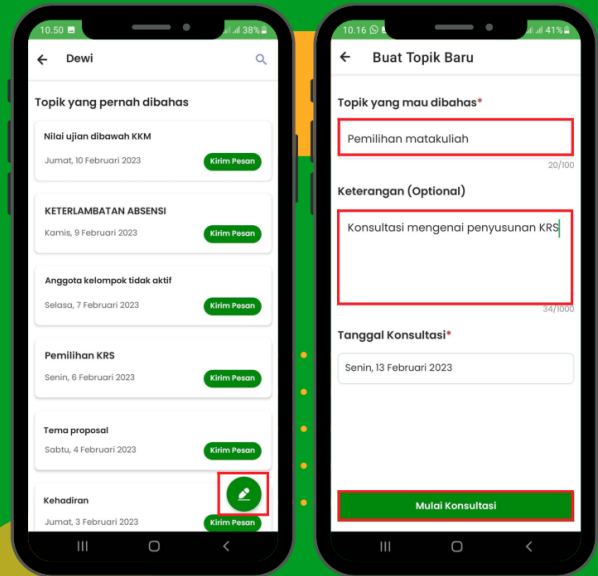 10.50
38%
Dewi
Topik yang pernah dibahas
Nilai ujian dibawah KKM
Jumat, 10 Februari 2023
Kirim Pesan
KETERLAMBATAN ABSENSI
Kamis, 9 Februari 2023
Kirim Pesan
Anggota kelompok tidak aktif
Selasa, 7 Februari 2023
Kirim Pesan
Pemilihan KRS
Senin, 6 Februari 2023
Kirim Pesan
Tema proposal
Sabtu, 4 Februari 2023
Kirim Pesan
Kehadiran
Jumat, 3 Februari 2023
Kirim Pesan
10.16
41%
Buat Topik Baru
Topik yang mau dibahas*
Pemilihan matakuliah
20/100
Keterangan (Optional)
Konsultasi mengenai penyusunan KRS
34/1000
Tanggal Konsultasi*
Senin, 13 Februari 2023
Mulai Konsultasi